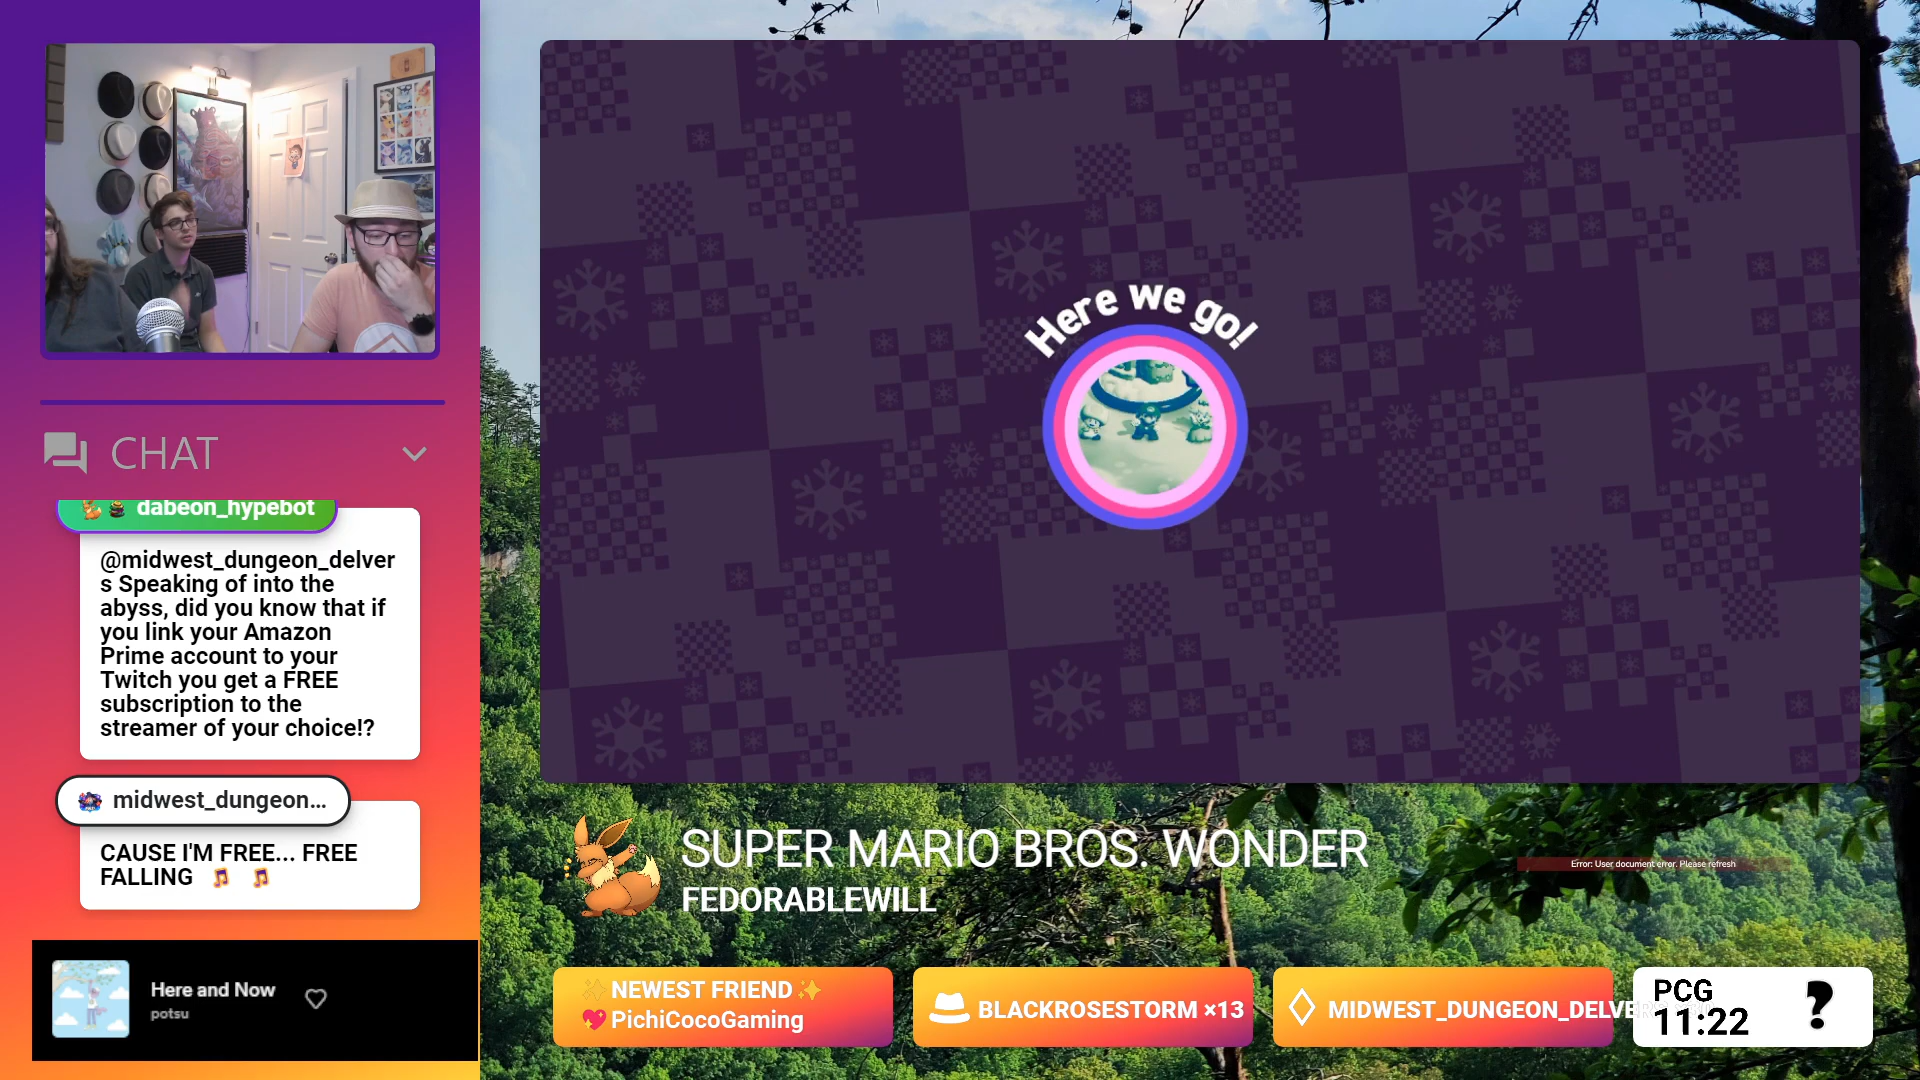 Here we go!
CHAT
dabeon_hypebot
@midwest_dungeon_delver
s Speaking of into the
abyss, did you know that if
you link your Amazon
Prime account to your
Twitch you get a FREE
subscription to the
streamer of your choice!?
midwest_dungeon...
CAUSE I'M FREE... FREE
FALLING
Here and Now
potsu
SUPER MARIO BROS. WONDER
FEDORABLEWILL
Error: User document error. Please refresh
NEWEST FRIEND
PichiCocoGaming
BLACKROSESTORM ×13
MIDWEST_DUNGEON_DELVE
PCG
11:22
?